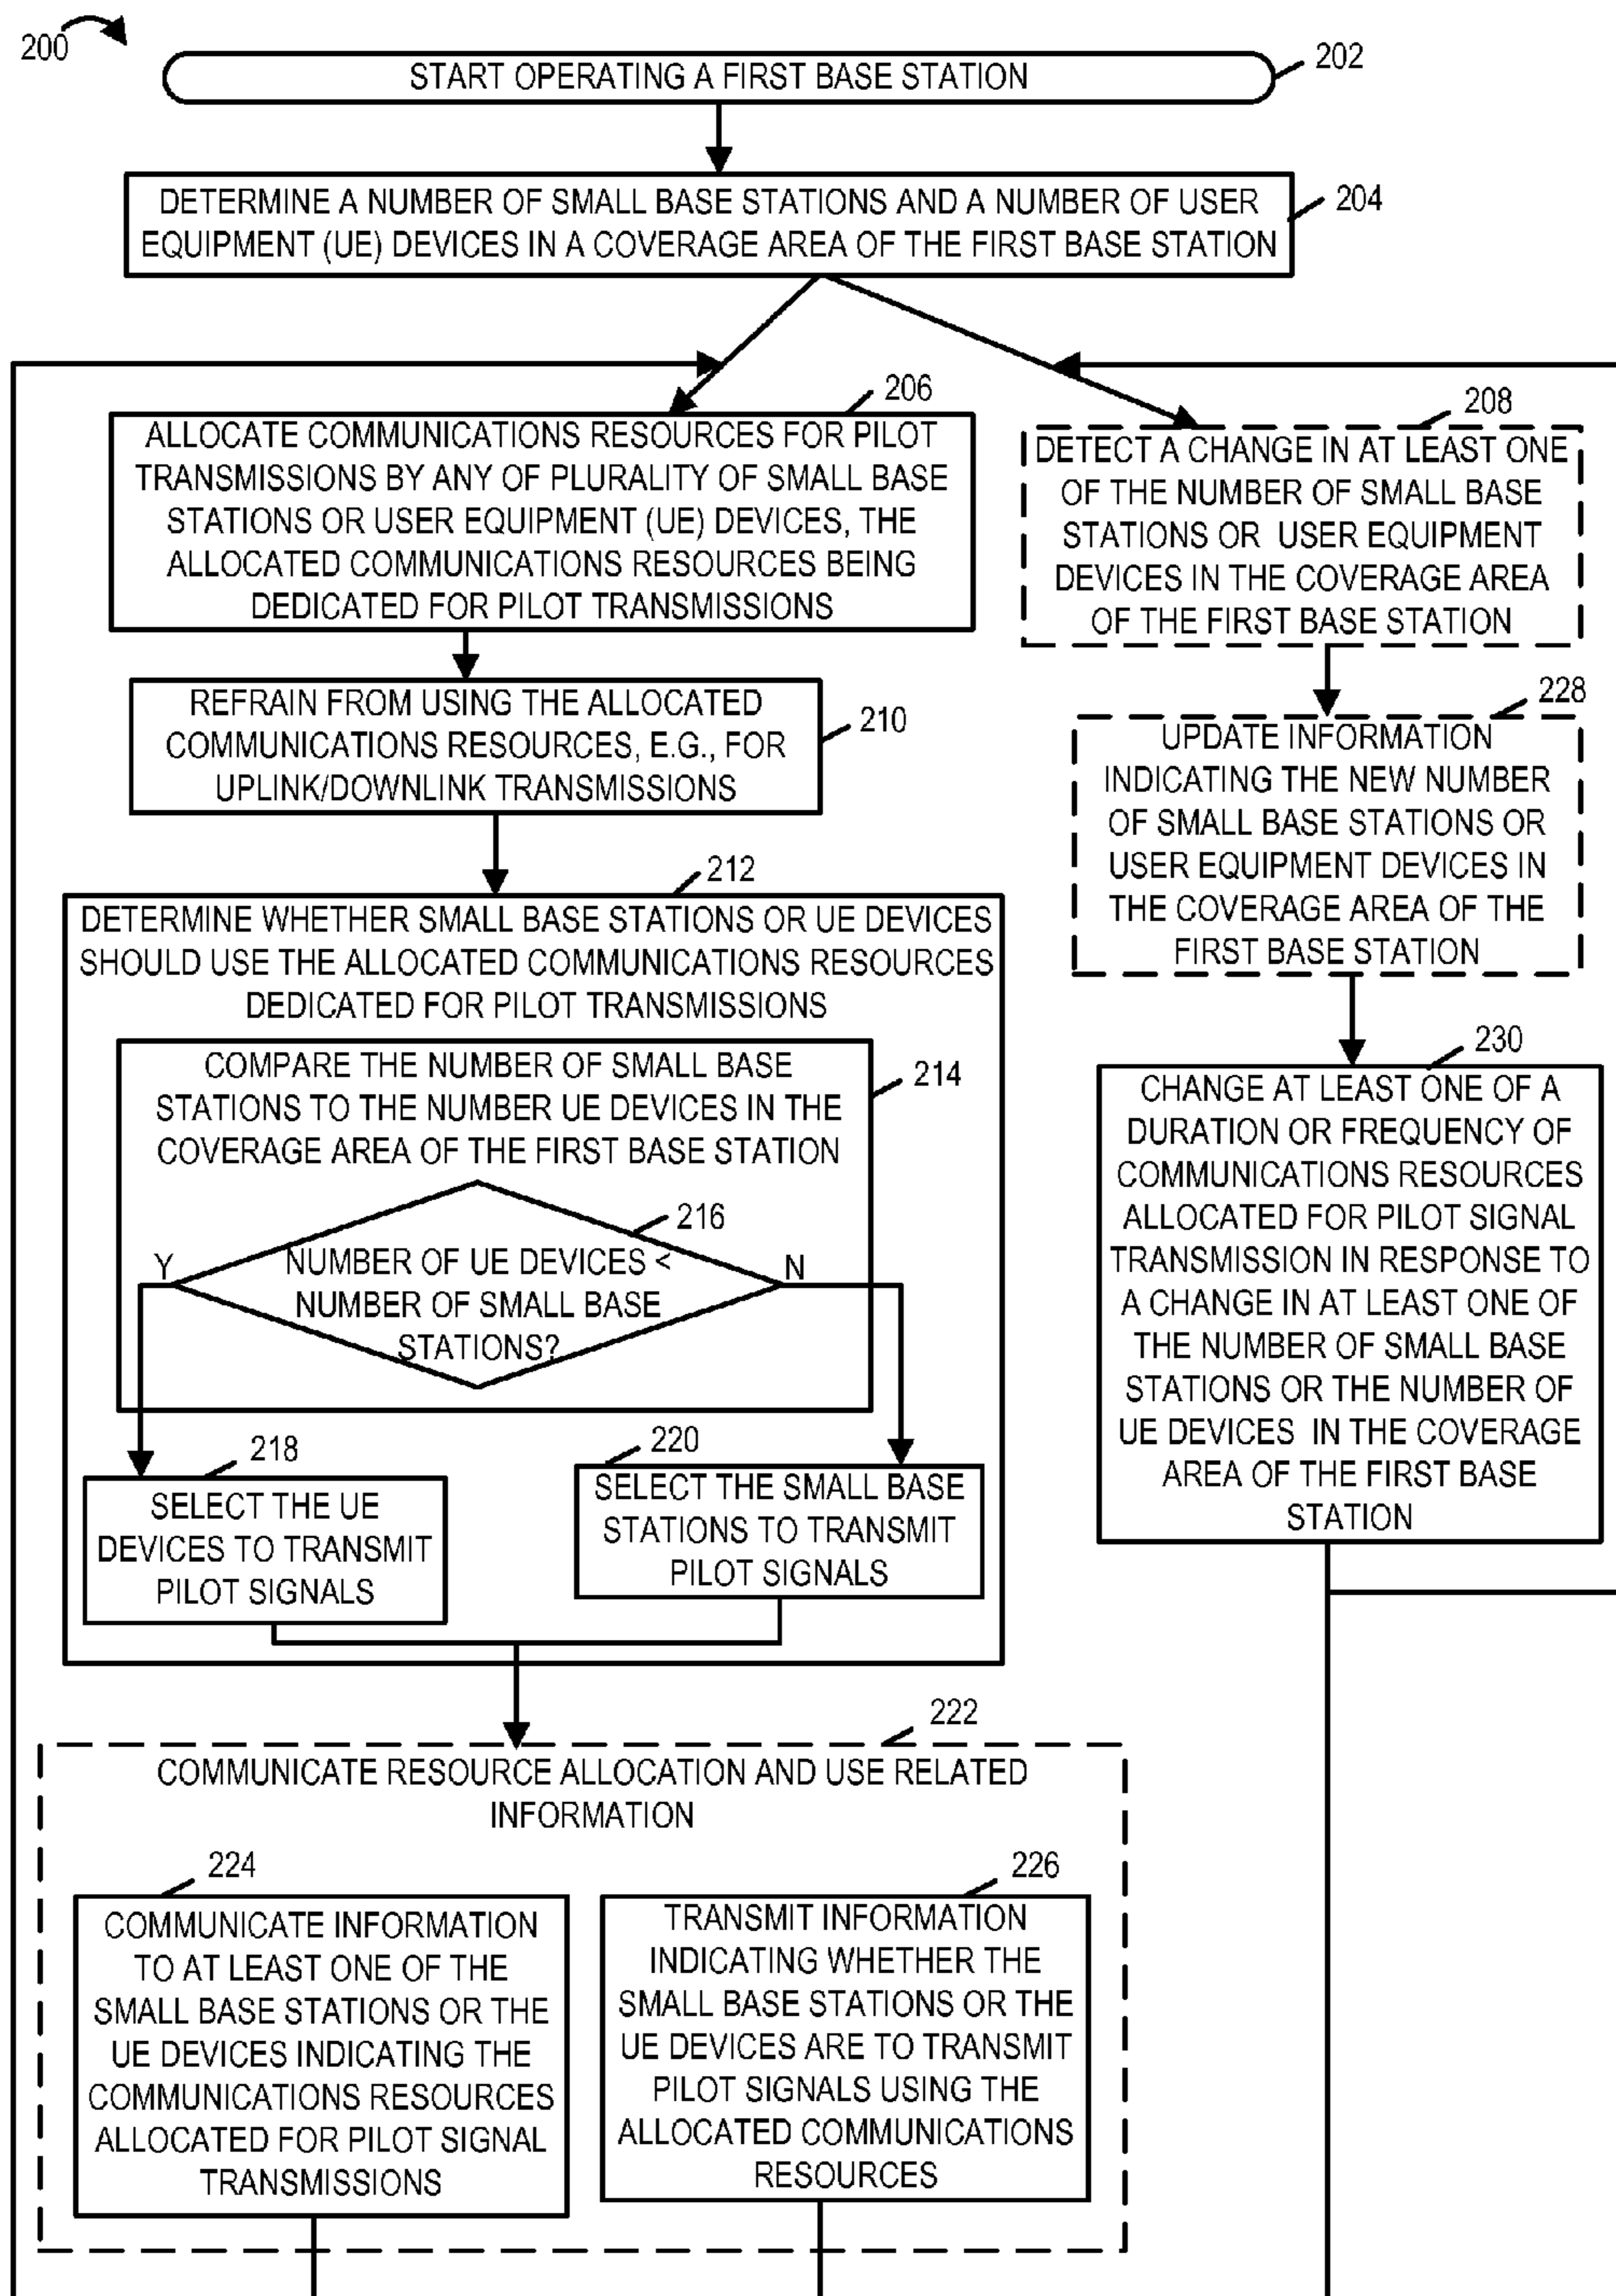 200
START OPERATING A FIRST BASE STATION
202
DETERMINE A NUMBER OF SMALL BASE STATIONS AND A NUMBER OF USER
EQUIPMENT (UE) DEVICES IN A COVERAGE AREA OF THE FIRST BASE STATION
204
206
ALLOCATE COMMUNICATIONS RESOURCES FOR PILOT
TRANSMISSIONS BY ANY OF PLURALITY OF SMALL BASE
STATIONS OR USER EQUIPMENT (UE) DEVICES, THE
ALLOCATED COMMUNICATIONS RESOURCES BEING
DEDICATED FOR PILOT TRANSMISSIONS
208
DETECT A CHANGE IN AT LEAST ONE
OF THE NUMBER OF SMALL BASE
STATIONS OR USER EQUIPMENT
DEVICES IN THE COVERAGE AREA
OF THE FIRST BASE STATION
REFRAIN FROM USING THE ALLOCATED
COMMUNICATIONS RESOURCES, E.G., FOR
UPLINK/DOWNLINK TRANSMISSIONS
210
228
UPDATE INFORMATION
INDICATING THE NEW NUMBER
OF SMALL BASE STATIONS OR
USER EQUIPMENT DEVICES IN
THE COVERAGE AREA OF THE
FIRST BASE STATION
212
DETERMINE WHETHER SMALL BASE STATIONS OR UE DEVICES
SHOULD USE THE ALLOCATED COMMUNICATIONS RESOURCES
DEDICATED FOR PILOT TRANSMISSIONS
COMPARE THE NUMBER OF SMALL BASE
STATIONS TO THE NUMBER UE DEVICES IN THE
COVERAGE AREA OF THE FIRST BASE STATION
214
216
Y
NUMBER OF UE DEVICES <
NUMBER OF SMALL BASE
STATIONS?
N
230
CHANGE AT LEAST ONE OF A
DURATION OR FREQUENCY OF
COMMUNICATIONS RESOURCES
ALLOCATED FOR PILOT SIGNAL
TRANSMISSION IN RESPONSE TO
A CHANGE IN AT LEAST ONE OF
THE NUMBER OF SMALL BASE
STATIONS OR THE NUMBER OF
UE DEVICES IN THE COVERAGE
AREA OF THE FIRST BASE
STATION
218
SELECT THE UE
DEVICES TO TRANSMIT
PILOT SIGNALS
220
SELECT THE SMALL BASE
STATIONS TO TRANSMIT
PILOT SIGNALS
222
COMMUNICATE RESOURCE ALLOCATION AND USE RELATED
INFORMATION
224
COMMUNICATE INFORMATION
TO AT LEAST ONE OF THE
SMALL BASE STATIONS OR THE
UE DEVICES INDICATING THE
COMMUNICATIONS RESOURCES
ALLOCATED FOR PILOT SIGNAL
TRANSMISSIONS
226
TRANSMIT INFORMATION
INDICATING WHETHER THE
SMALL BASE STATIONS OR THE
UE DEVICES ARE TO TRANSMIT
PILOT SIGNALS USING THE
ALLOCATED COMMUNICATIONS
RESOURCES